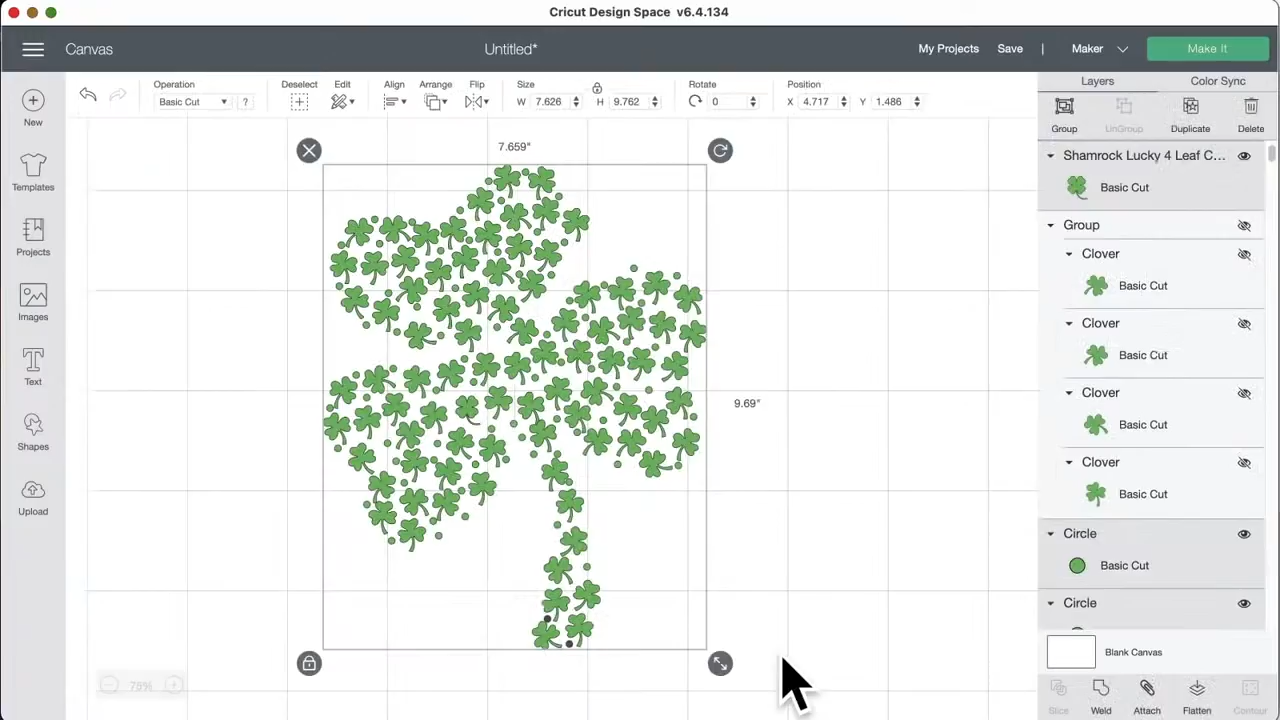 Cricut Design Space v6.4.134
Canvas
Untitled*
My Projects Save | Maker Make It
Operation Deselect Edit Align Arrange Flip Size Rotate Position
Basic Cut ? W 7.626 H 9.762 0 X 4.717 Y 1.486
Layers Color Sync
Group UnGroup Duplicate Delete
New
Templates
Projects
Images
Text
Shapes
Upload
7.659"
9.69"
75%
Shamrock Lucky 4 Leaf C...
Basic Cut
Group
Clover
Basic Cut
Clover
Basic Cut
Clover
Basic Cut
Clover
Basic Cut
Circle
Basic Cut
Circle
Blank Canvas
Slice Weld Attach Flatten Contour